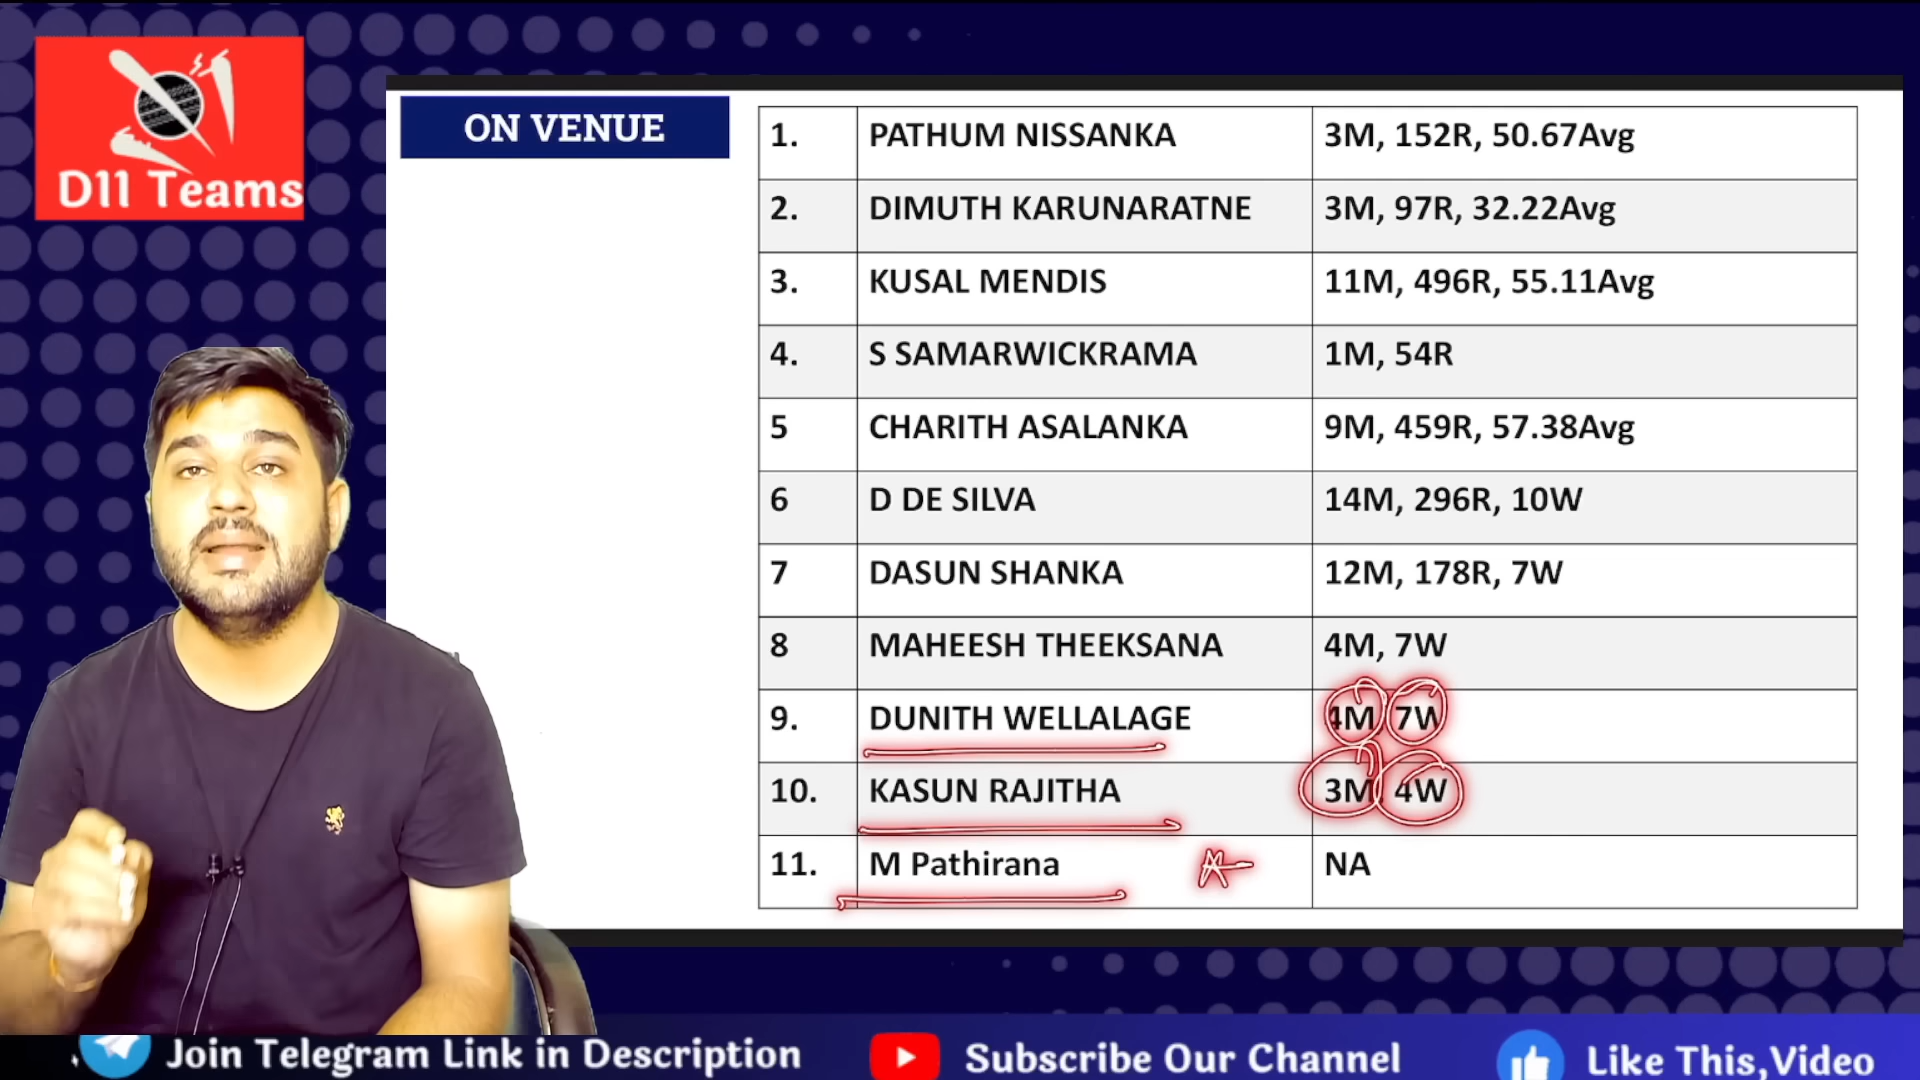 D11 Teams
ON VENUE
1. PATHUM NISSANKA 3M, 152R, 50.67Avg
2. DIMUTH KARUNARATNE 3M, 97R, 32.22Avg
3. KUSAL MENDIS 11M, 496R, 55.11Avg
4. S SAMARWICKRAMA 1M, 54R
5 CHARITH ASALANKA 9M, 459R, 57.38Avg
6 D DE SILVA 14M, 296R, 10W
7 DASUN SHANKA 12M, 178R, 7W
8 MAHEESH THEEKSANA 4M, 7W
9. DUNITH WELLALAGE 4M, 7W
10. KASUN RAJITHA 3M, 4W
11. M Pathirana NA
Join Telegram Link in Description
Subscribe Our Channel
Like This,Video